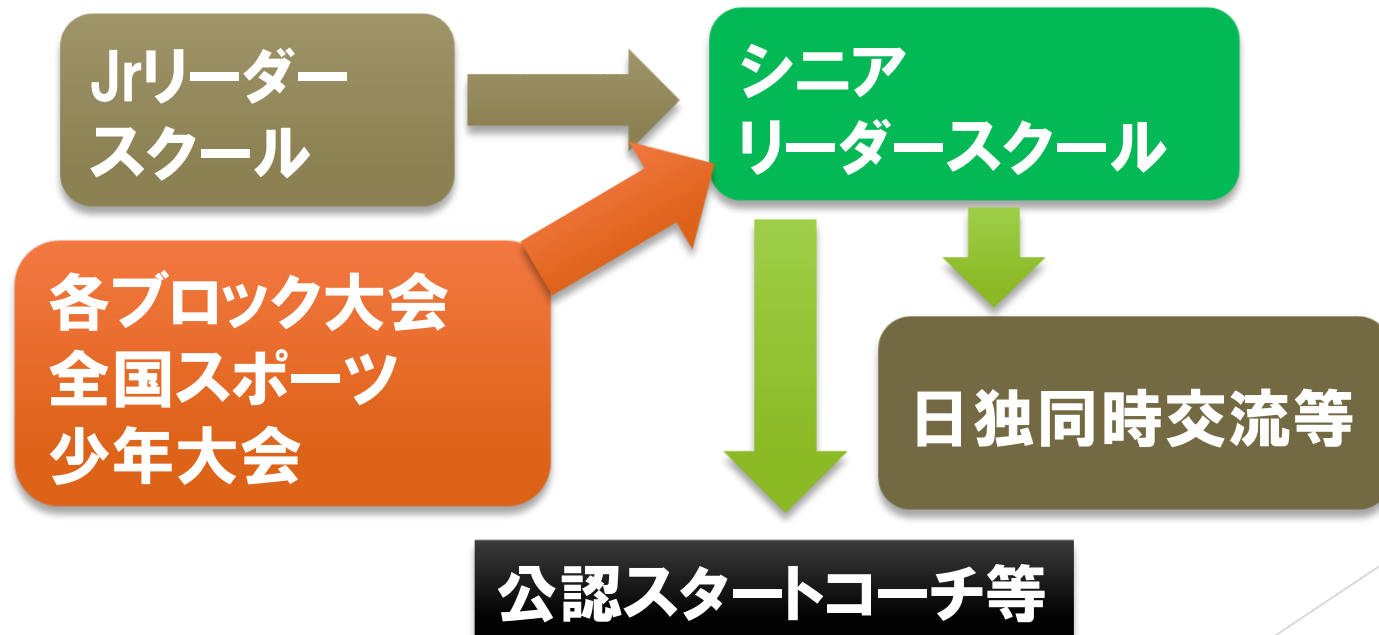 Jrリーダー
スクール
シニア
リーダースクール
各ブロック大会
全国スポーツ
少年大会
日独同時交流等
公認スタートコーチ等